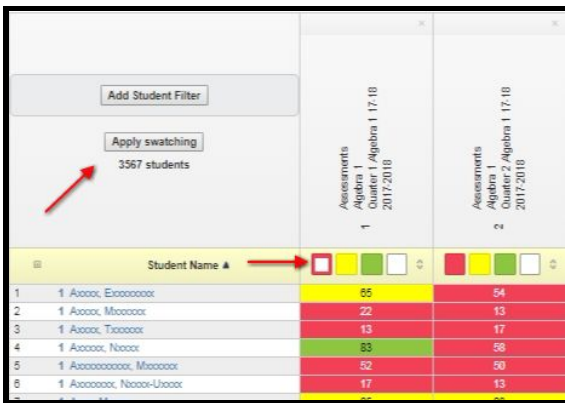 Add Student Filter
Apply swatching
3567 students
Assessments
Algebra 1
Quarter 1 Algebra 1 17-18
2017-2018
1
Assessments
Algebra 1
Quarter 2 Algebra 1 17-18
2017-2018
2
Student Name
1 1 Axxxx, Exxxxxxxx 65 54
2 1 Axxxx, Mxxxxxx 22 13
3 1 Axxxx, Txxxxxx 13 17
4 1 Axxxxx, Nxxxx 83 58
5 1 Axxxxxxxxxx, Mxxxxxx 52 50
6 1 Axxxxxxx, Nxxxx-Uxxxx 17 13